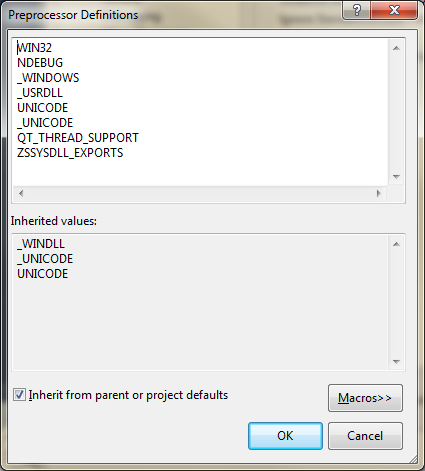 Preprocessor Definitions
WIN32
NDEBUG
_WINDOWS
_USRDLL
UNICODE
_UNICODE
QT_THREAD_SUPPORT
ZSSYSDLL_EXPORTS
Inherited values:
_WINDLL
_UNICODE
UNICODE
Inherit from parent or project defaults
Macros>>
OK
Cancel